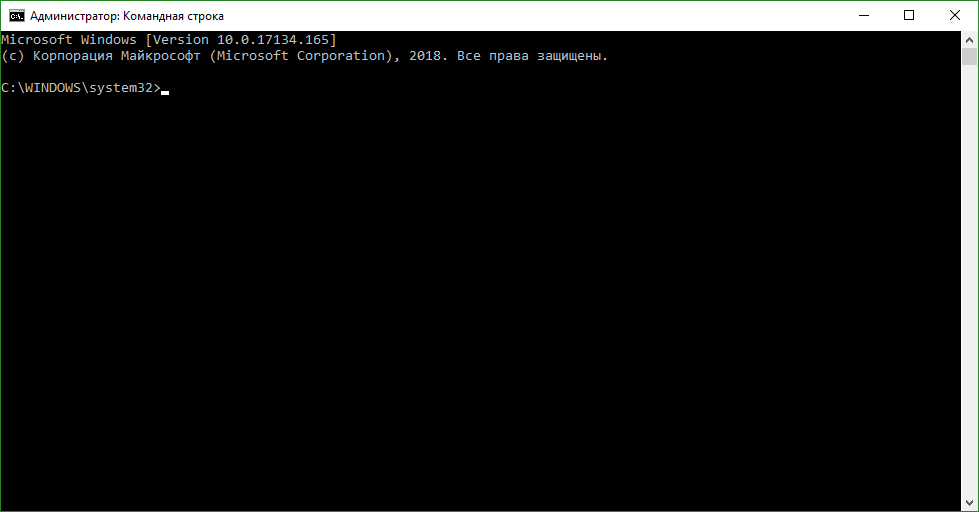 Администратор: Командная строка
Microsoft Windows [Version 10.0.17134.165]
(c) Корпорация Майкрософт (Microsoft Corporation), 2018. Все права защищены.
C:\WINDOWS\system32>